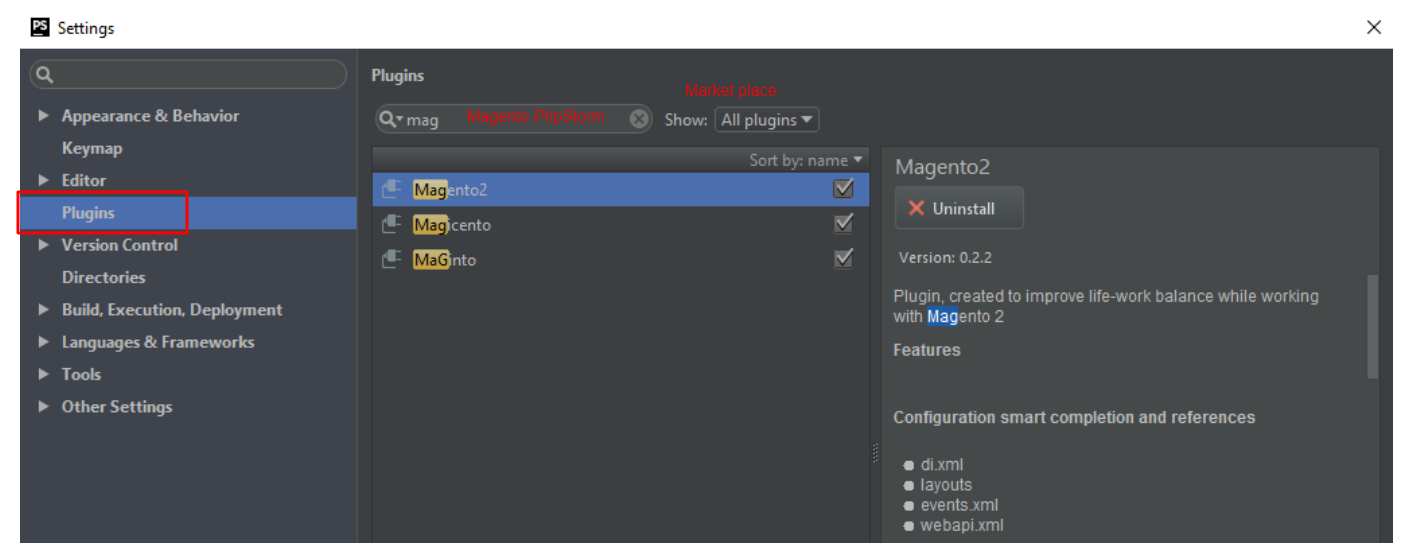 PS Settings
Appearance & Behavior
Keymap
Editor
Plugins
Version Control
Directories
Build, Execution, Deployment
Languages & Frameworks
Tools
Other Settings
Plugins
Market place
mag Magento PhpStorm Show: All plugins
Sort by: name
Magento2
Magicento
MaGinto
Magento2
Uninstall
Version: 0.2.2
Plugin, created to improve life-work balance while working
with Magento 2
Features
Configuration smart completion and references
di.xml
layouts
events.xml
webapi.xml